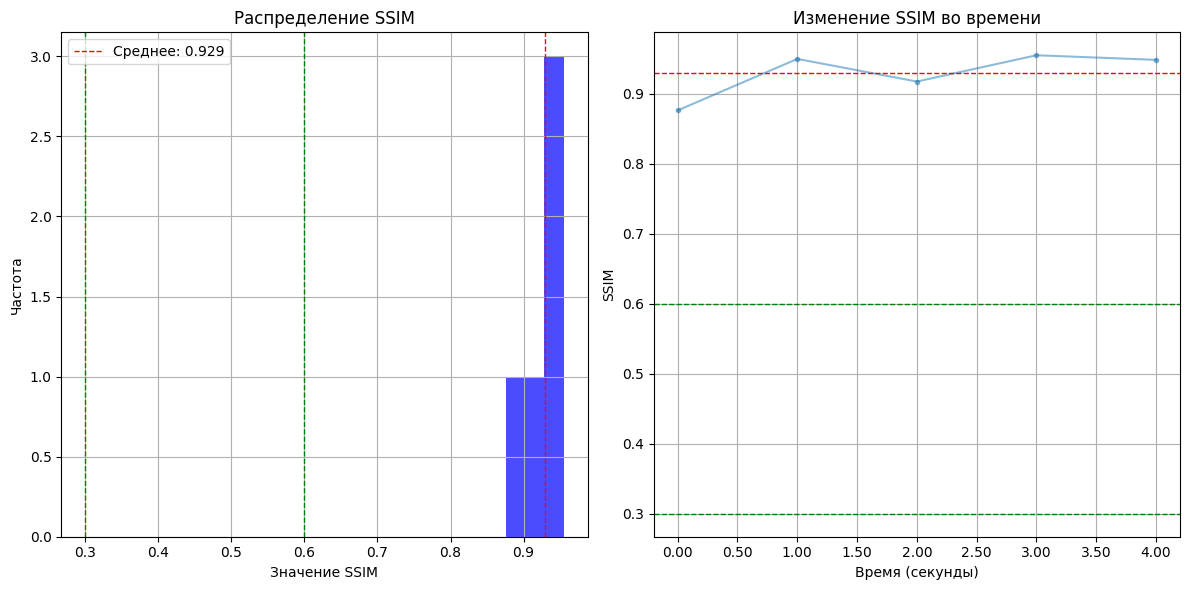 Распределение SSIM
Среднее: 0.929
3.0
2.5
2.0
1.5
1.0
0.5
0.0
Частота
0.3 0.4 0.5 0.6 0.7 0.8 0.9
Значение SSIM
Изменение SSIM во времени
0.9
0.8
0.7
0.6
0.5
0.4
0.3
SSIM
0.00 0.50 1.00 1.50 2.00 2.50 3.00 3.50 4.00
Время (секунды)